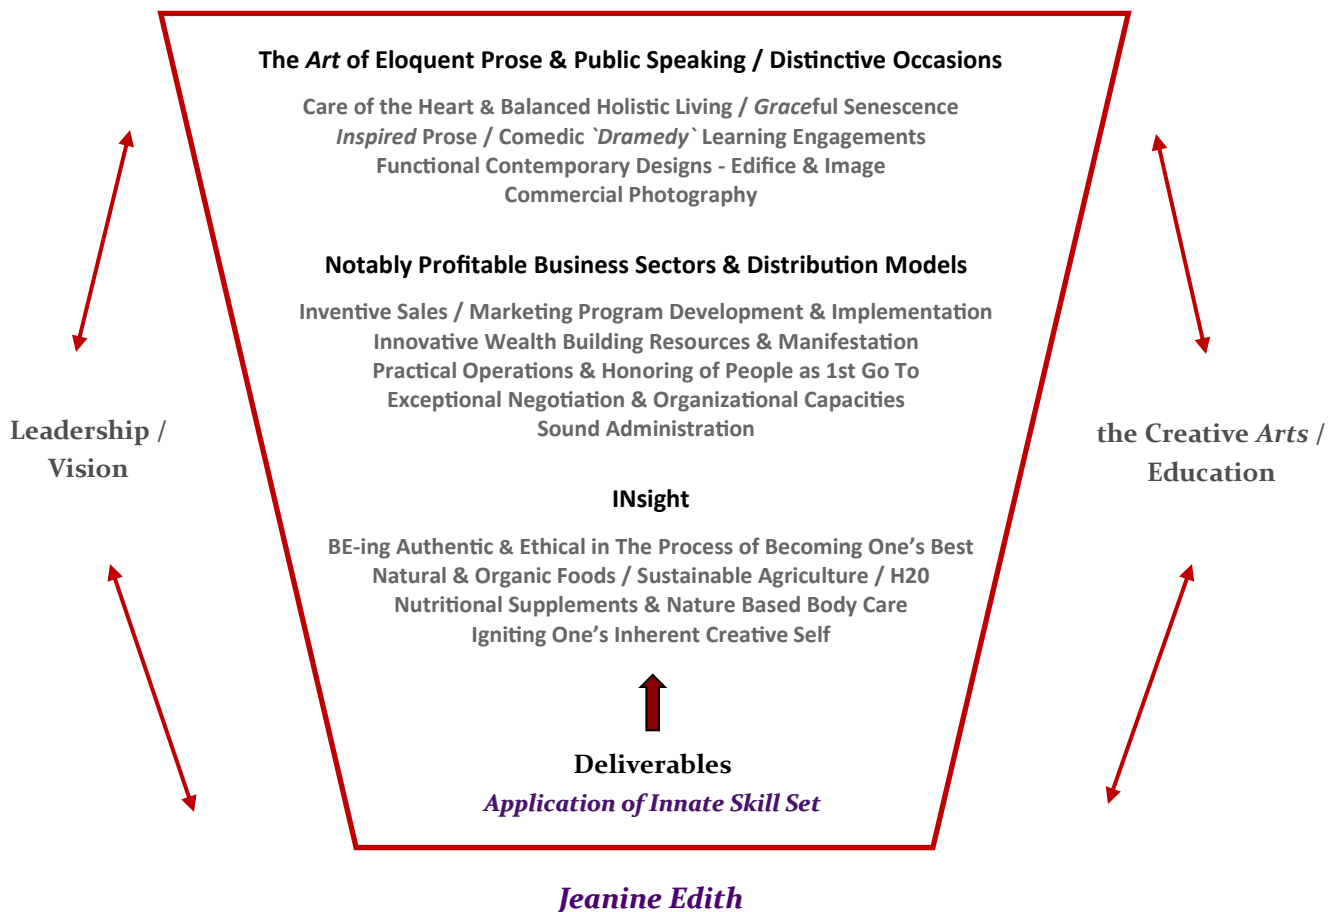 The Art of Eloquent Prose & Public Speaking / Distinctive Occasions
Care of the Heart & Balanced Holistic Living / Graceful Senescence
Inspired Prose / Comedic `Dramedy` Learning Engagements
Functional Contemporary Designs - Edifice & Image
Commercial Photography
Notably Profitable Business Sectors & Distribution Models
Inventive Sales / Marketing Program Development & Implementation
Innovative Wealth Building Resources & Manifestation
Practical Operations & Honoring of People as 1st Go To
Exceptional Negotiation & Organizational Capacities
Sound Administration
Leadership /
Vision
the Creative Arts /
Education
INsight
BE-ing Authentic & Ethical in The Process of Becoming One’s Best
Natural & Organic Foods / Sustainable Agriculture / H20
Nutritional Supplements & Nature Based Body Care
Igniting One’s Inherent Creative Self
Deliverables
Application of Innate Skill Set
Jeanine Edith